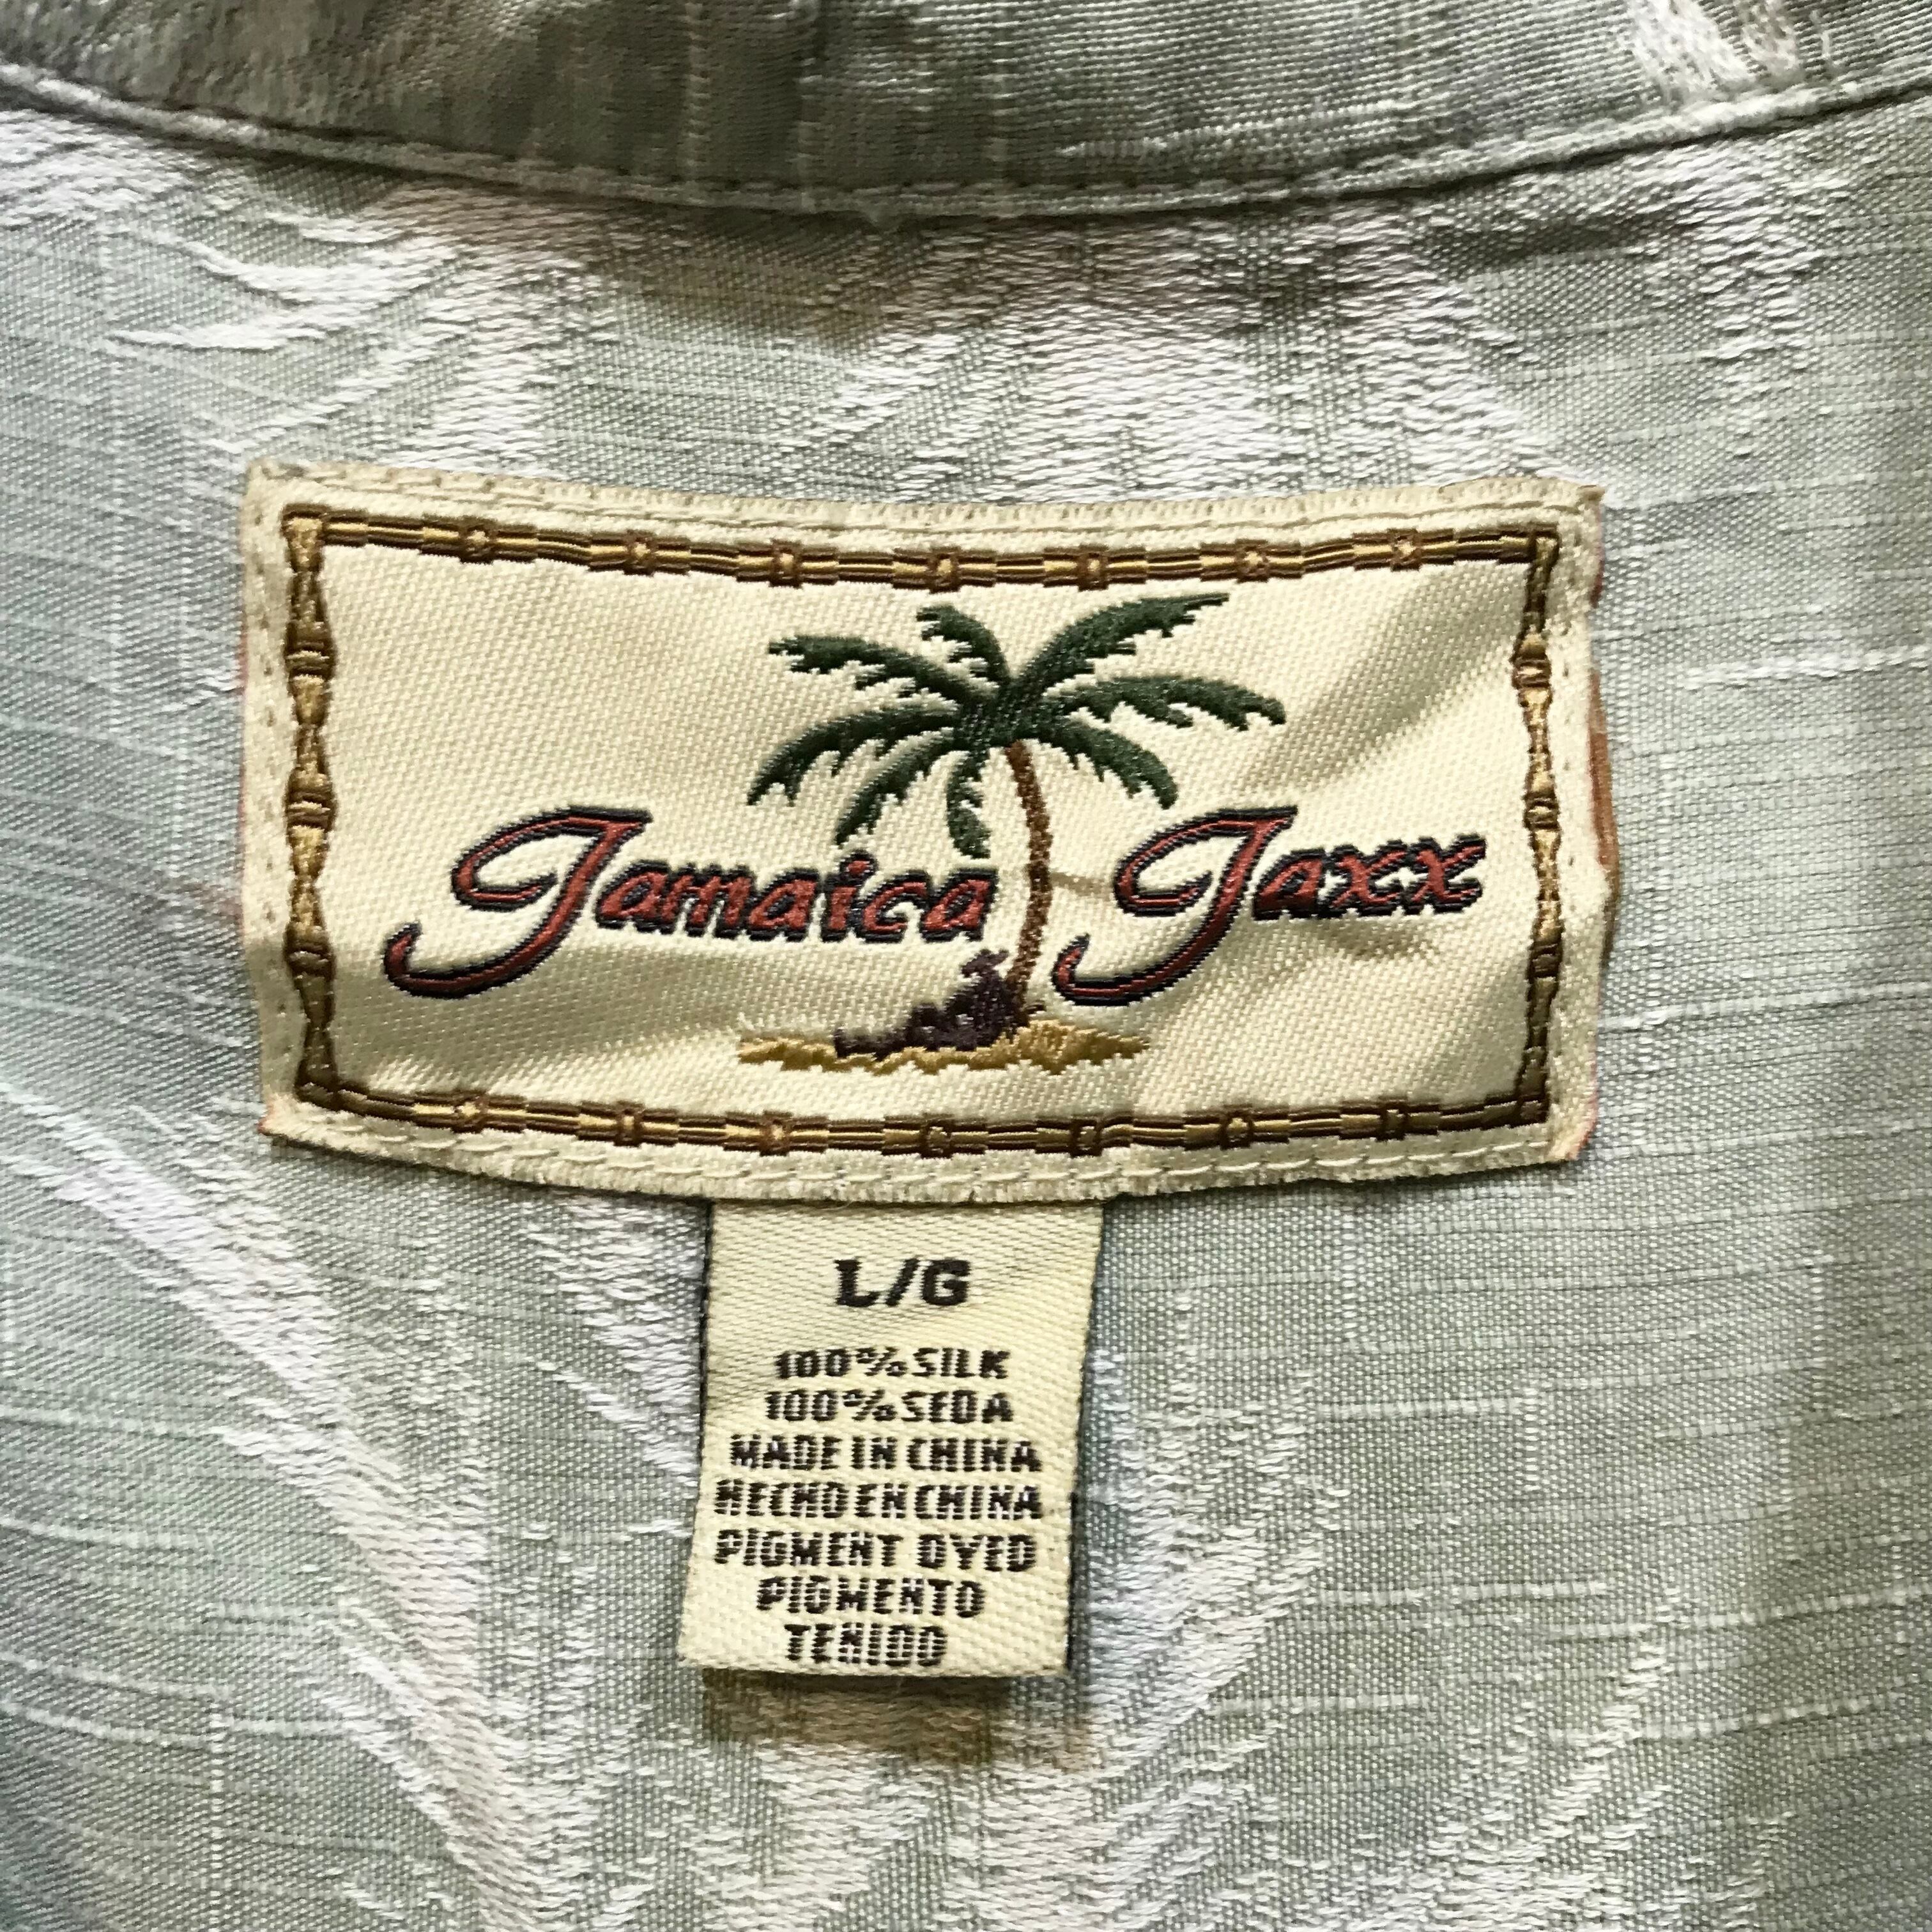 Jamaica Jaxx
L/G
100% SILK
100% SEDA
MADE IN CHINA
HECHO EN CHINA
PIGMENT DYED
PIGMENTO
TENIDO